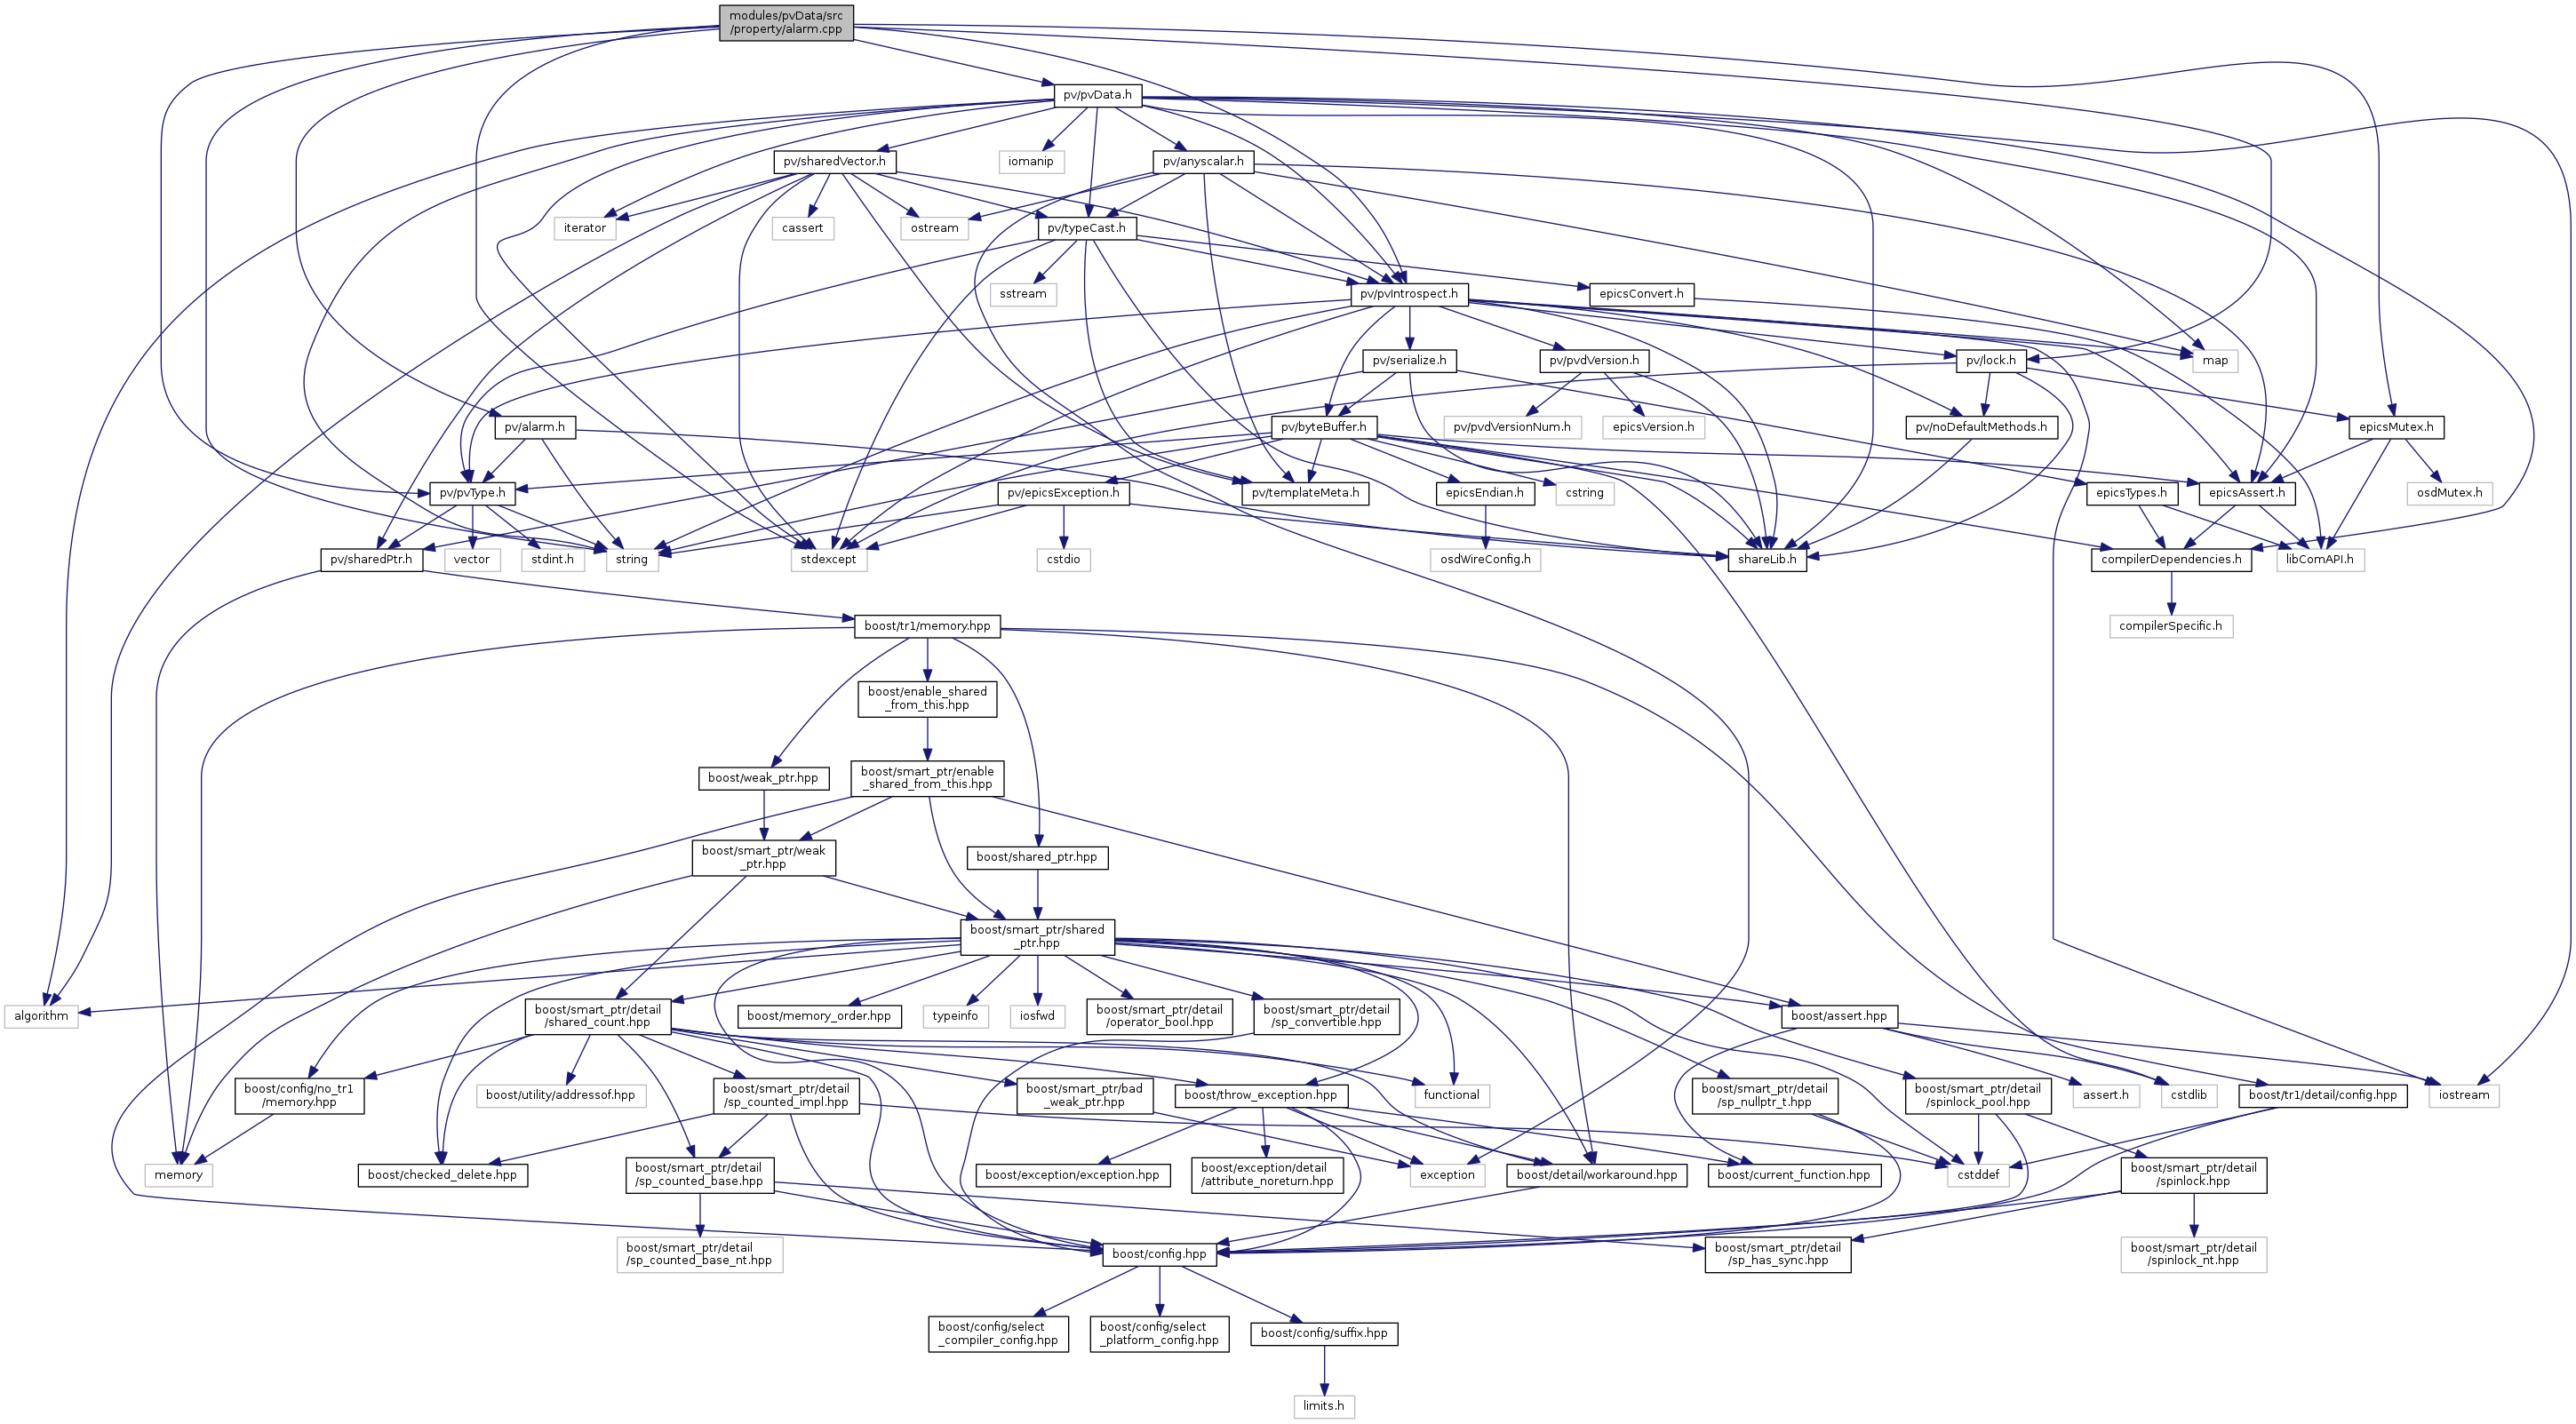 modules/pvData/src
/property/alarm.cpp
pv/pvData.h
pv/sharedVector.h
iomanip
pv/anyscalar.h
iterator
cassert
ostream
pv/typeCast.h
sstream
pv/pvIntrospect.h
epicsConvert.h
pv/serialize.h
pv/pvdVersion.h
pv/lock.h
map
pv/alarm.h
pv/byteBuffer.h
pv/pvdVersionNum.h
epicsVersion.h
pv/noDefaultMethods.h
epicsMutex.h
pv/pvType.h
pv/epicsException.h
pv/templateMeta.h
epicsEndian.h
cstring
epicsTypes.h
epicsAssert.h
osdMutex.h
pv/sharedPtr.h
vector
stdint.h
string
stdexcept
cstdio
osdWireConfig.h
shareLib.h
compilerDependencies.h
libComAPI.h
boost/tr1/memory.hpp
compilerSpecific.h
boost/enable_shared
_from_this.hpp
boost/weak_ptr.hpp
boost/smart_ptr/enable
_shared_from_this.hpp
boost/smart_ptr/weak
_ptr.hpp
boost/shared_ptr.hpp
boost/smart_ptr/shared
_ptr.hpp
algorithm
boost/smart_ptr/detail
/shared_count.hpp
boost/memory_order.hpp
typeinfo
iosfwd
boost/smart_ptr/detail
/operator_bool.hpp
boost/smart_ptr/detail
/sp_convertible.hpp
boost/assert.hpp
boost/config/no_tr1
/memory.hpp
boost/utility/addressof.hpp
boost/smart_ptr/detail
/sp_counted_impl.hpp
boost/smart_ptr/bad
_weak_ptr.hpp
boost/throw_exception.hpp
functional
boost/smart_ptr/detail
/sp_nullptr_t.hpp
boost/smart_ptr/detail
/spinlock_pool.hpp
assert.h
cstdlib
boost/tr1/detail/config.hpp
iostream
memory
boost/checked_delete.hpp
boost/smart_ptr/detail
/sp_counted_base.hpp
boost/exception/exception.hpp
boost/exception/detail
/attribute_noreturn.hpp
exception
boost/detail/workaround.hpp
boost/current_function.hpp
cstddef
boost/smart_ptr/detail
/spinlock.hpp
boost/smart_ptr/detail
/sp_counted_base_nt.hpp
boost/config.hpp
boost/smart_ptr/detail
/sp_has_sync.hpp
boost/smart_ptr/detail
/spinlock_nt.hpp
boost/config/select
_compiler_config.hpp
boost/config/select
_platform_config.hpp
boost/config/suffix.hpp
limits.h